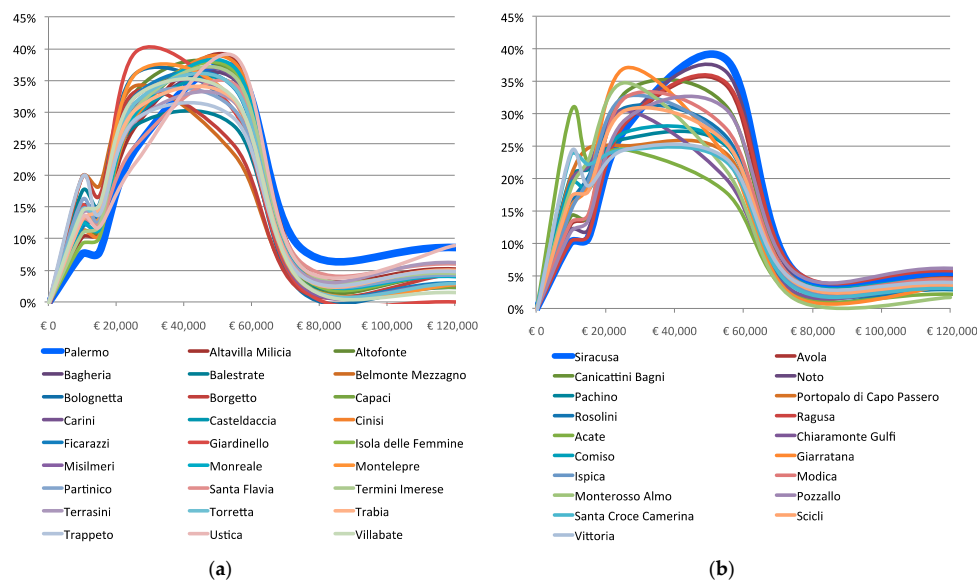 45%
40%
35%
30%
25%
20%
15%
10%
5%
0%
€ 0 20,000 € 40,000 € 60,000 € 80,000 € 100,000 € 120,000
Palermo Altavilla Milicia Altofonte
Bagheria Balestrate Belmonte Mezzagno
Bolognetta Borgetto Capaci
Carini Casteldaccia Cinisi
Ficarazzi Giardinello Isola delle Femmine
Misilmeri Monreale Montelepre
Partinico Santa Flavia Termini Imerese
Terrasini Torretta Trabia
Trappeto Ustica Villabate
(a)
45%
40%
35%
30%
25%
20%
15%
10%
5%
0%
€ 0 € 20,000 € 40,000 € 60,000 € 80,000 € 100,000 € 120,000
Siracusa Avola
Canicattini Bagni Noto
Pachino Portopalo di Capo Passero
Rosolini Ragusa
Acate Chiaramonte Gulfi
Comiso Giarratana
Ispica Modica
Monterosso Almo Pozzallo
Santa Croce Camerina Scicli
Vittoria
(b)